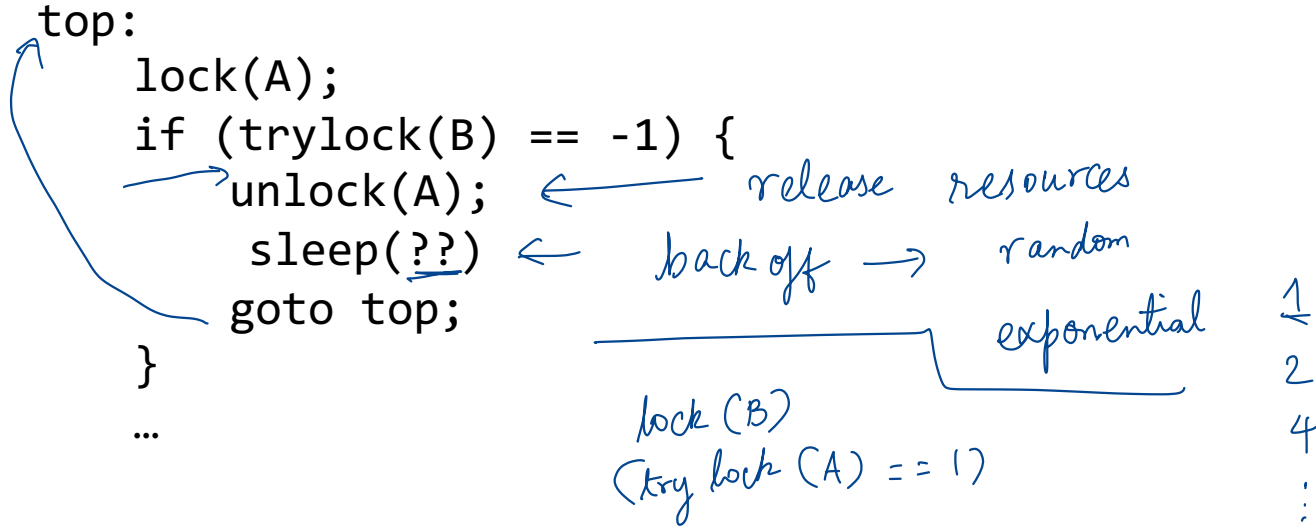 top:
lock(A);
if (trylock(B) == -1) {
unlock(A); release resources
sleep(??) back off → random
goto top; exponential 1
} 2
… lock (B) 4
(try lock (A) == 1) ⋮